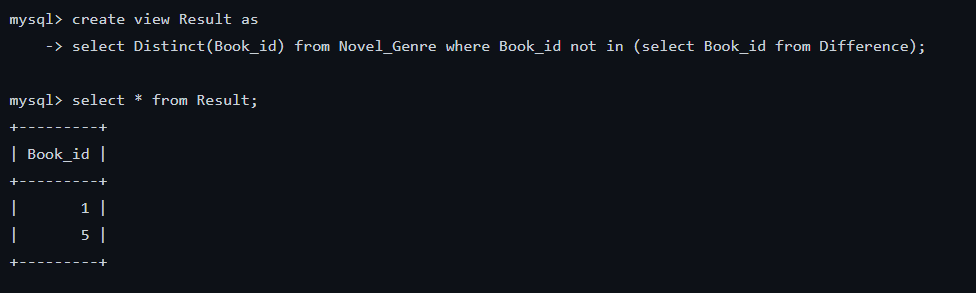 mysql> create view Result as
    -> select Distinct(Book_id) from Novel_Genre where Book_id not in (select Book_id from Difference);
mysql> select * from Result;
+---------+
| Book_id |
+---------+
|       1 |
|       5 |
+---------+